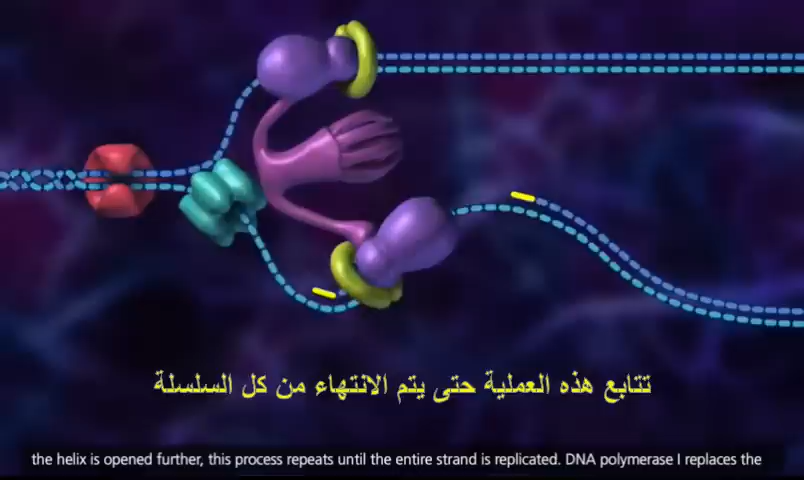 تتابع هذه العملية حتى يتم الانتهاء من كل السلسلة
the helix is opened further, this process repeats until the entire strand is replicated. DNA polymerase I replaces the